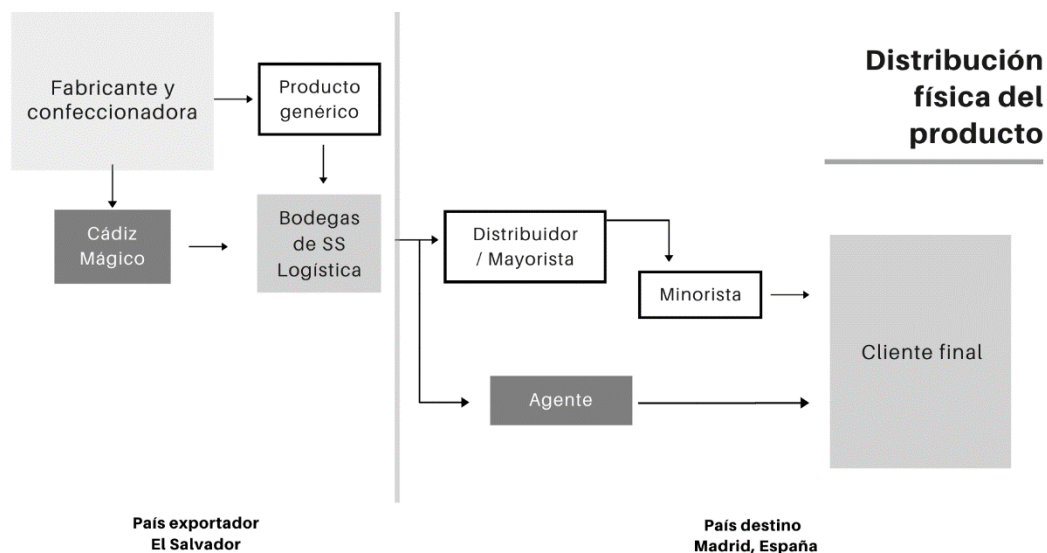 Distribución
física del
producto
Fabricante y
confeccionadora
Producto
genérico
Cádiz
Mágico
Bodegas
de SS
Logística
Distribuidor
/ Mayorista
Minorista
Cliente final
Agente
País exportador
El Salvador
País destino
Madrid, España